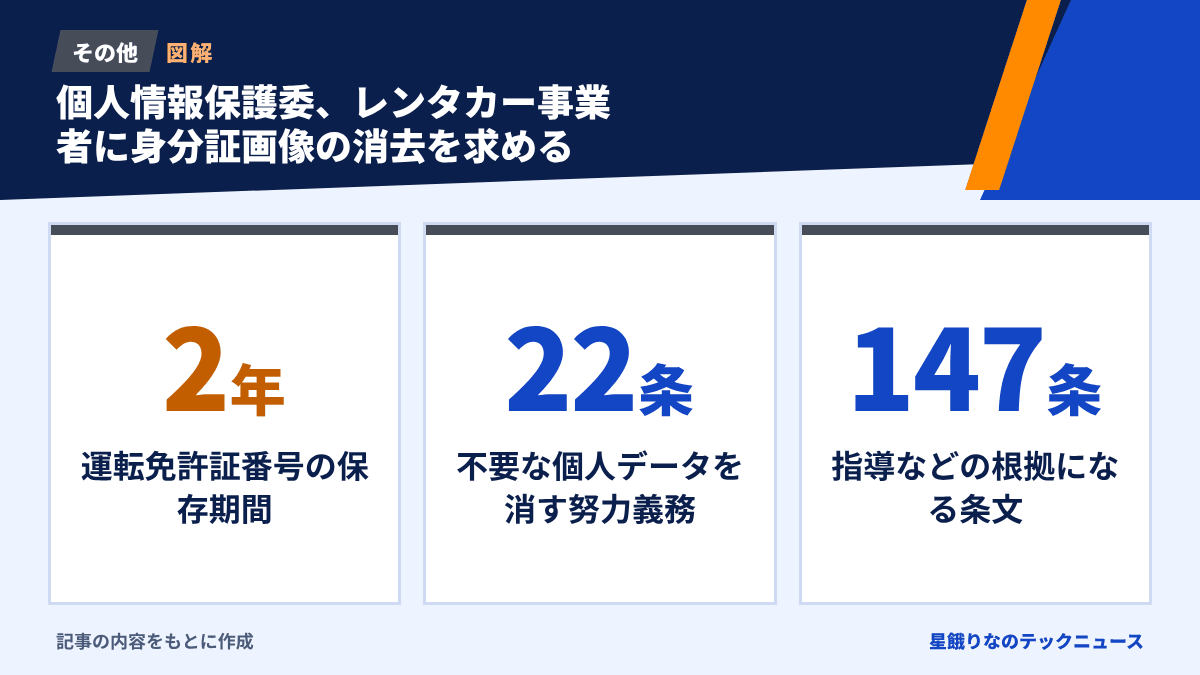 その他 図解
個人情報保護委、レンタカー事業
者に身分証画像の消去を求める
2年
運転免許証番号の保
存期間
22条
不要な個人データを
消す努力義務
147条
指導などの根拠にな
る条文
記事の内容をもとに作成
星餓りなのテックニュース